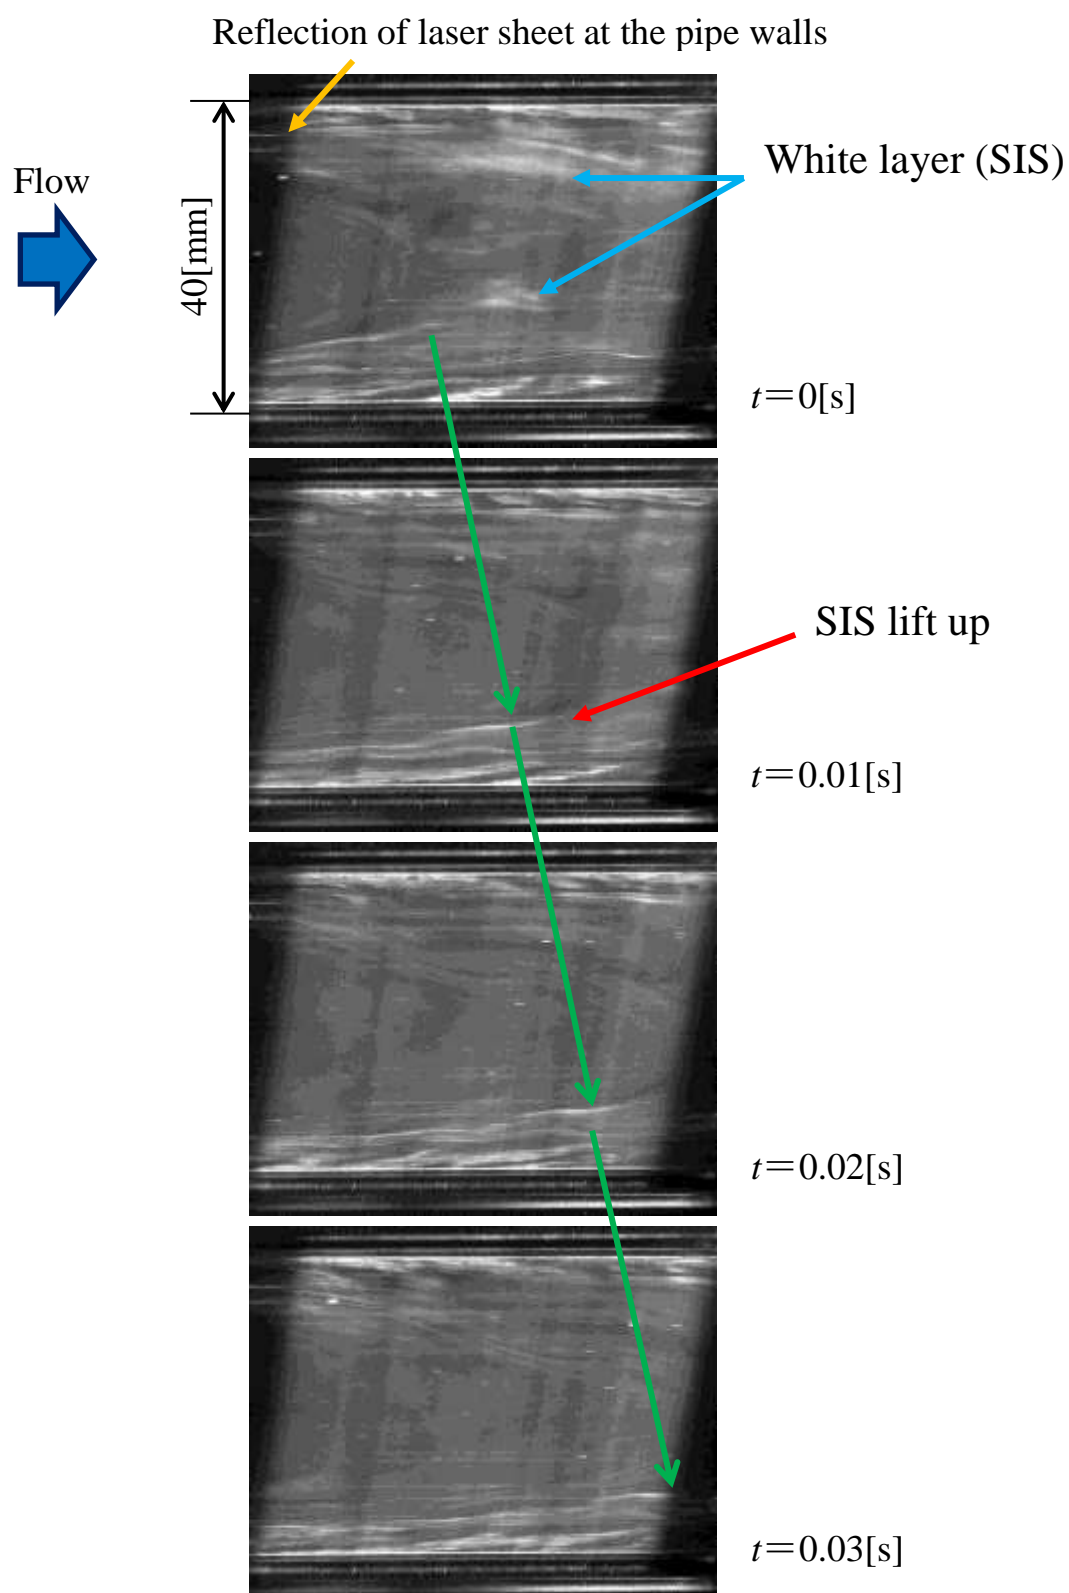 Reflection of laser sheet at the pipe walls
White layer (SIS)
Flow
40[mm]
t＝0[s]
SIS lift up
t＝0.01[s]
t＝0.02[s]
t＝0.03[s]